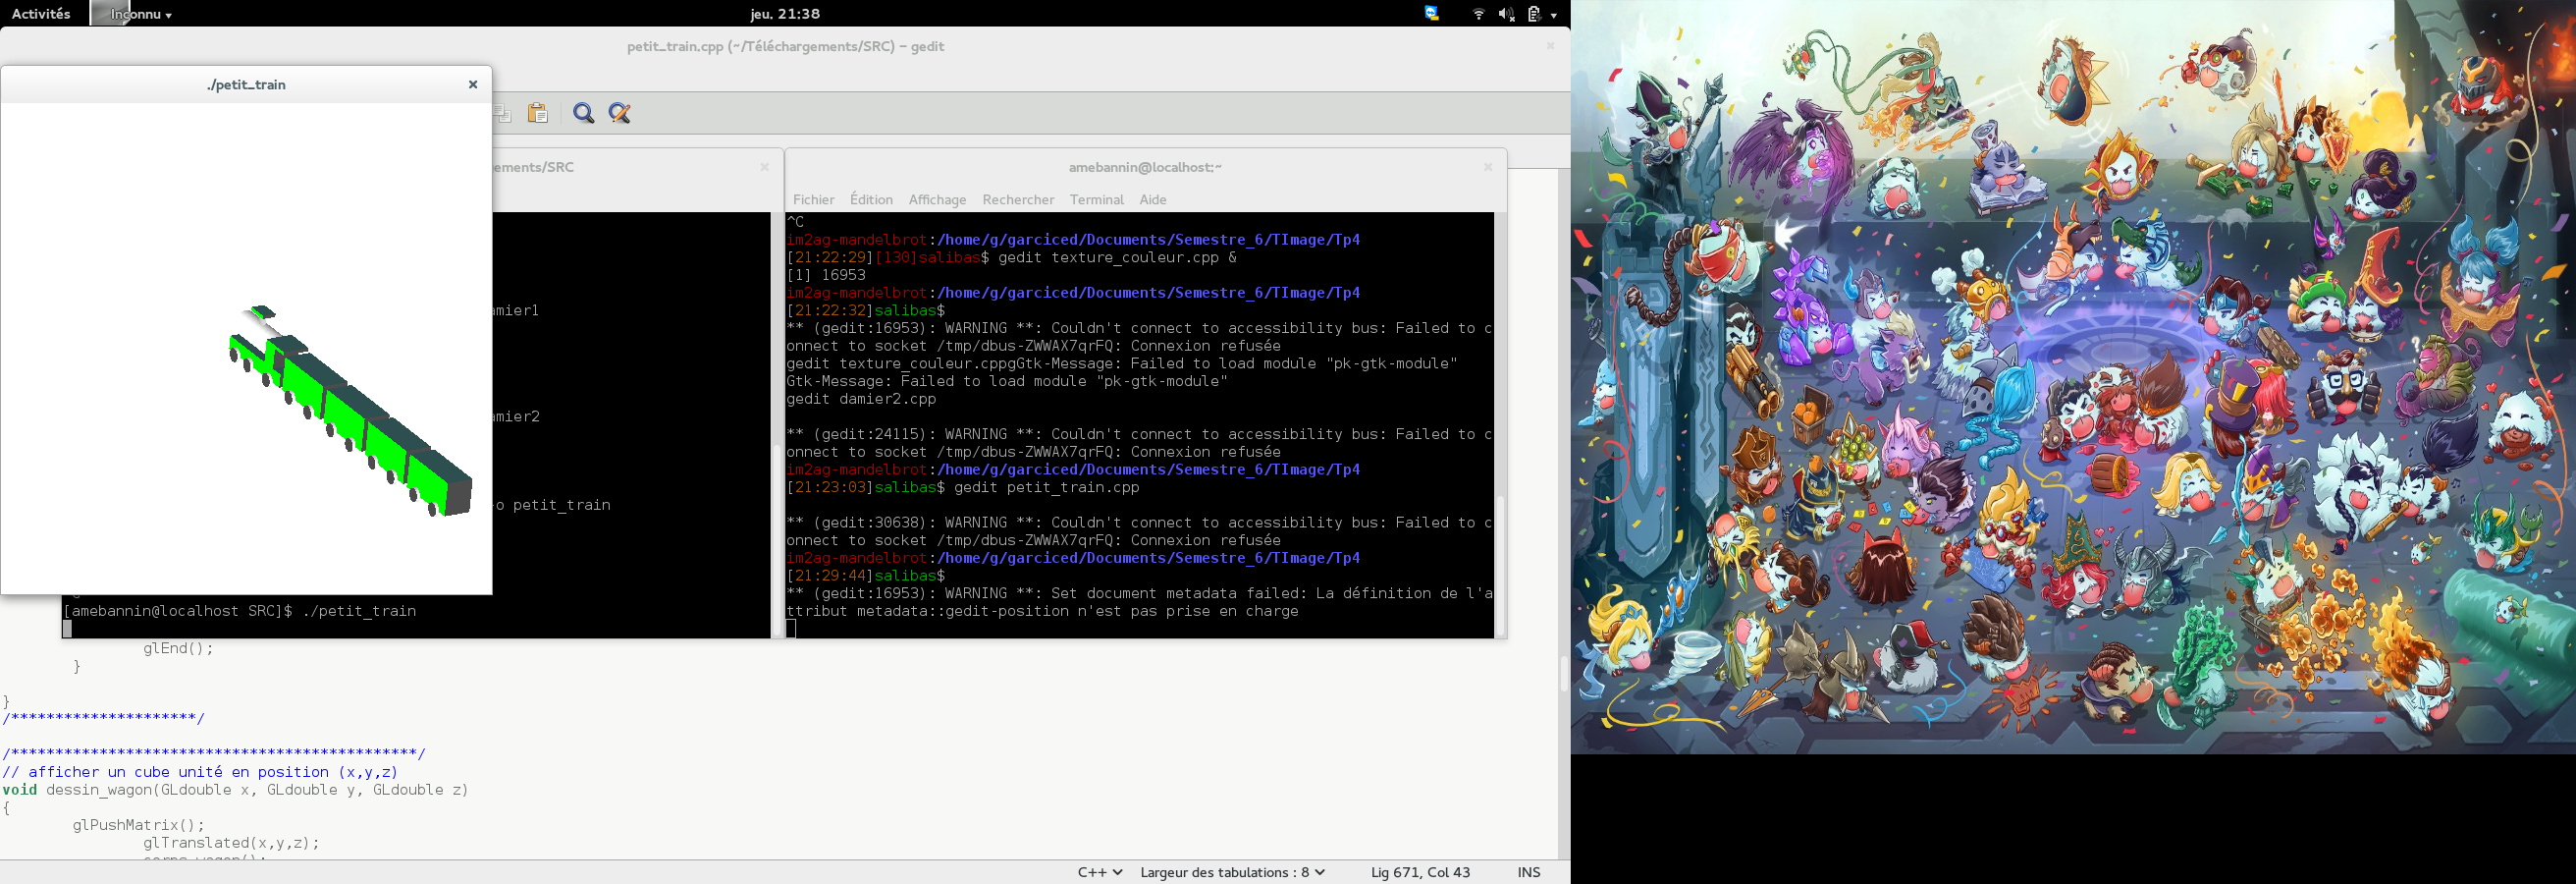 Activités
Inconnu
jeu. 21:38
petit_train.cpp (~/Téléchargements/SRC) – gedit
./petit_train
ements/SRC
amier1
amier2
-o petit_train
[amebannin@localhost SRC]$ ./petit_train
amebannin@localhost:~
Fichier Édition Affichage Rechercher Terminal Aide
^C
im2ag-mandelbrot:/home/g/garciced/Documents/Semestre_6/TImage/Tp4
[21:22:29][130]salibas$ gedit texture_couleur.cpp &
[1] 16953
im2ag-mandelbrot:/home/g/garciced/Documents/Semestre_6/TImage/Tp4
[21:22:32]salibas$
** (gedit:16953): WARNING **: Couldn't connect to accessibility bus: Failed to c
onnect to socket /tmp/dbus-ZWWAX7qrFQ: Connexion refusée
gedit texture_couleur.cppgGtk-Message: Failed to load module "pk-gtk-module"
Gtk-Message: Failed to load module "pk-gtk-module"
gedit damier2.cpp
** (gedit:24115): WARNING **: Couldn't connect to accessibility bus: Failed to c
onnect to socket /tmp/dbus-ZWWAX7qrFQ: Connexion refusée
im2ag-mandelbrot:/home/g/garciced/Documents/Semestre_6/TImage/Tp4
[21:23:03]salibas$ gedit petit_train.cpp
** (gedit:30638): WARNING **: Couldn't connect to accessibility bus: Failed to c
onnect to socket /tmp/dbus-ZWWAX7qrFQ: Connexion refusée
im2ag-mandelbrot:/home/g/garciced/Documents/Semestre_6/TImage/Tp4
[21:29:44]salibas$
** (gedit:16953): WARNING **: Set document metadata failed: La définition de l'a
ttribut metadata::gedit-position n'est pas prise en charge
glEnd();
}
}
/*********************/
/**********************************************/
// afficher un cube unité en position (x,y,z)
void dessin_wagon(GLdouble x, GLdouble y, GLdouble z)
{
glPushMatrix();
glTranslated(x,y,z);
C++ Largeur des tabulations : 8 Lig 671, Col 43 INS